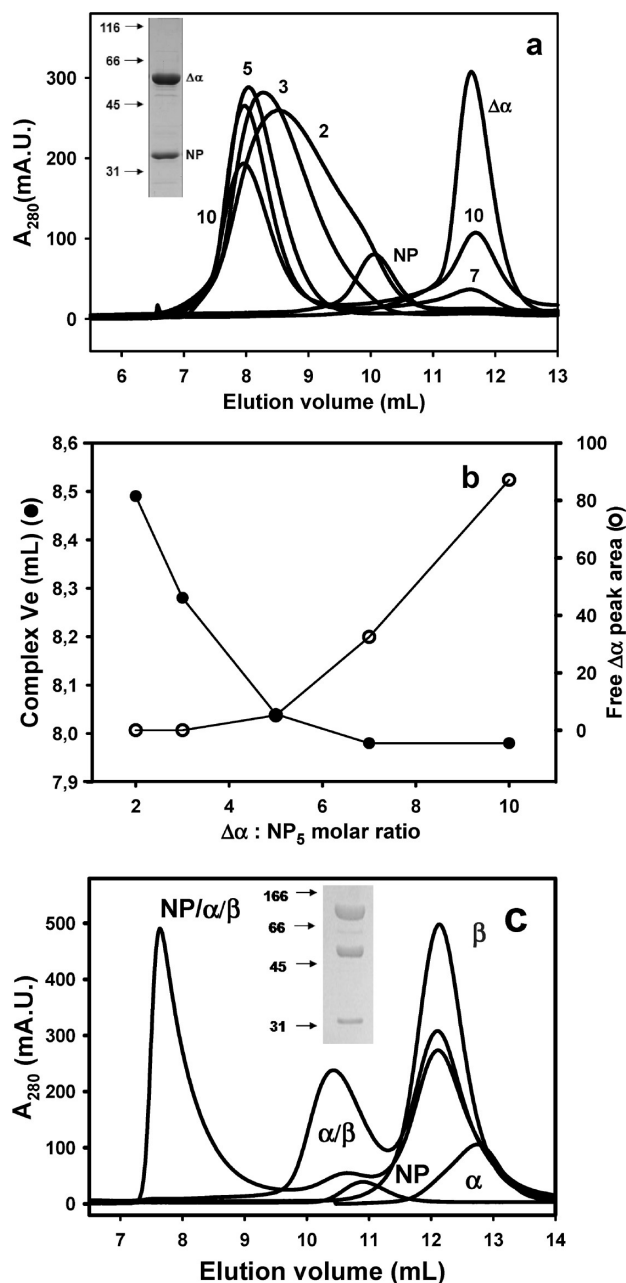 a
116
66
45
31
Δα
NP
300
200
100
0
A280(mA.U.)
5
3
2
10
NP
Δα
10
7
6 7 8 9 10 11 12 13
Elution volume (mL)
b
8,6
8,5
8,4
8,3
8,2
8,1
8,0
7,9
Complex Ve (mL) (●)
100
80
60
40
20
0
Free Δα peak area (O)
2 4 6 8 10
Δα : NP5 molar ratio
c
NP/α/β
166
66
45
31
β
500
400
300
200
100
0
A280 (mA.U.)
α/β
NP
α
7 8 9 10 11 12 13 14
Elution volume (mL)